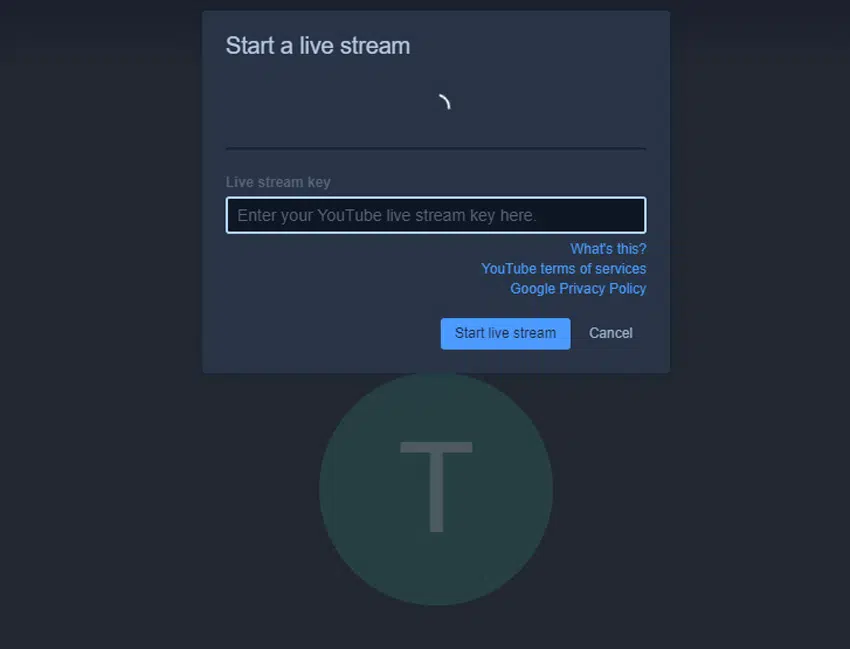 Start a live stream
Live stream key
Enter your YouTube live stream key here.
What's this?
YouTube terms of services
Google Privacy Policy
Start live stream Cancel
T